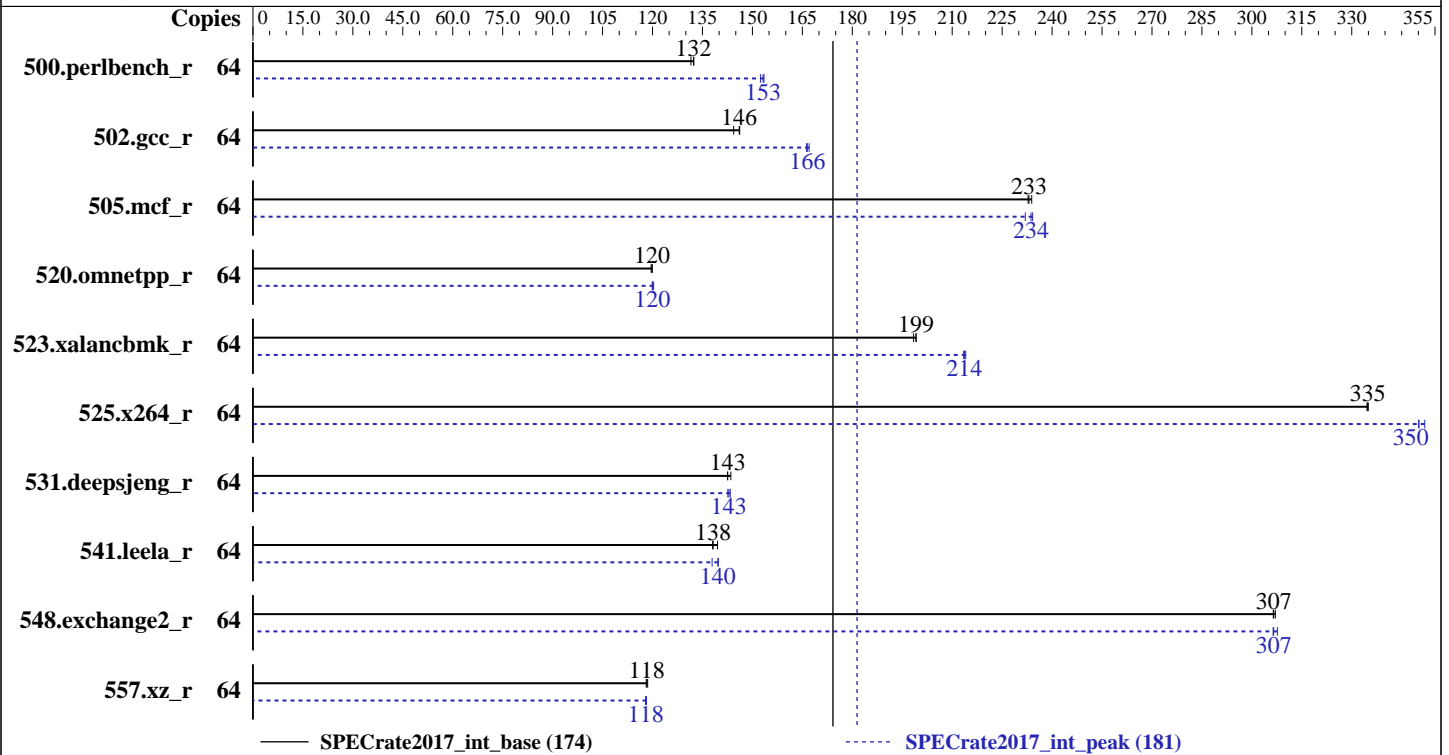 Copies 0 15.0 30.0 45.0 60.0 75.0 90.0 105 120 135 150 165 180 195 210 225 240 255 270 285 300 315 330 355
132
500.perlbench_r 64
153
146
502.gcc_r 64
166
233
505.mcf_r 64
234
120
520.omnetpp_r 64
120
199
523.xalancbmk_r 64
214
335
525.x264_r 64
350
143
531.deepsjeng_r 64
143
138
541.leela_r 64
140
307
548.exchange2_r 64
307
118
557.xz_r 64
118
SPECrate2017_int_base (174) SPECrate2017_int_peak (181)